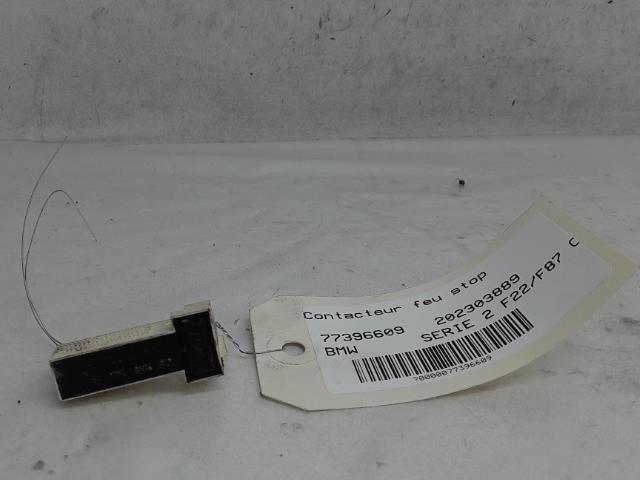 Contacteur feu stop
77396609 202303889
BMW SERIE 2 F22/F87 C
70000077396609